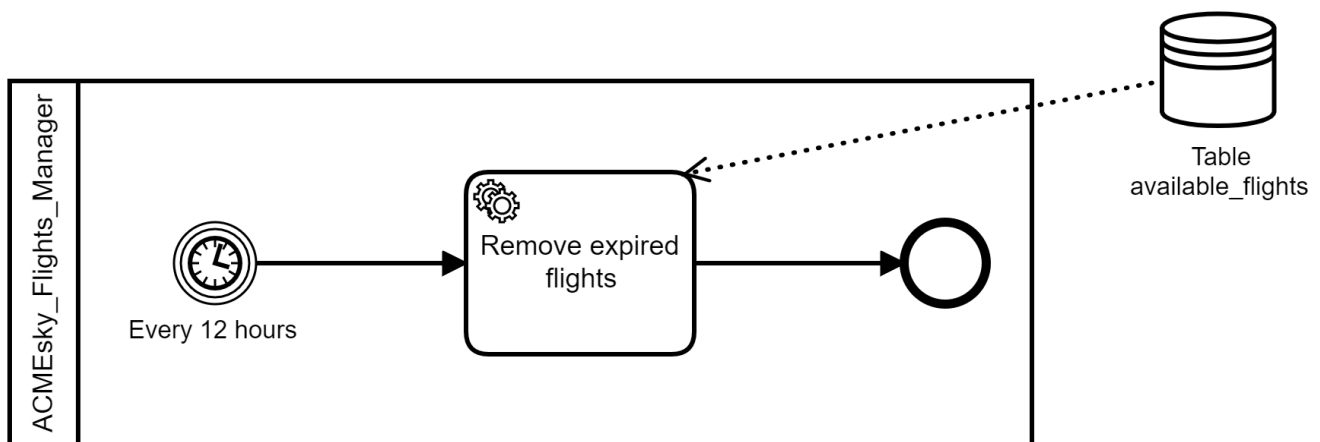 ACMEsky_Flights_Manager
Every 12 hours
Remove expired
flights
Table
available_flights